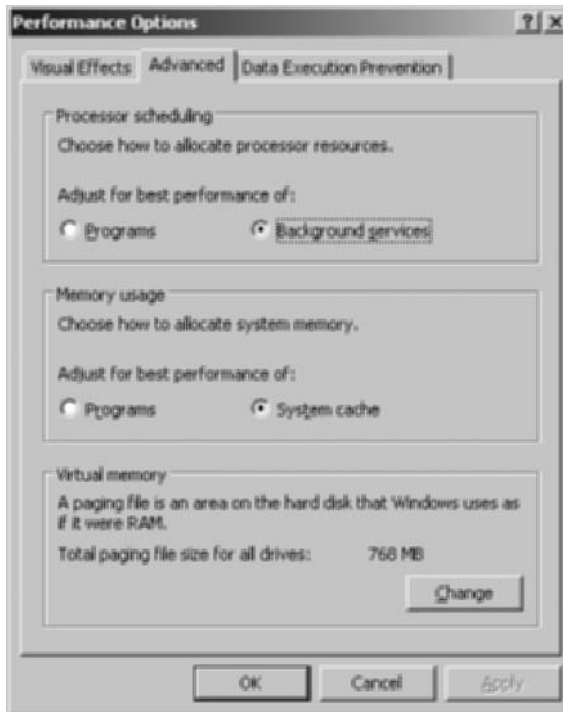 Performance Options
Visual Effects Advanced Data Execution Prevention
Processor scheduling
Choose how to allocate processor resources.
Adjust for best performance of:
Programs Background services
Memory usage
Choose how to allocate system memory.
Adjust for best performance of:
Programs System cache
Virtual memory
A paging file is an area on the hard disk that Windows uses as
if it were RAM.
Total paging file size for all drives: 768 MB
Change
OK Cancel Apply